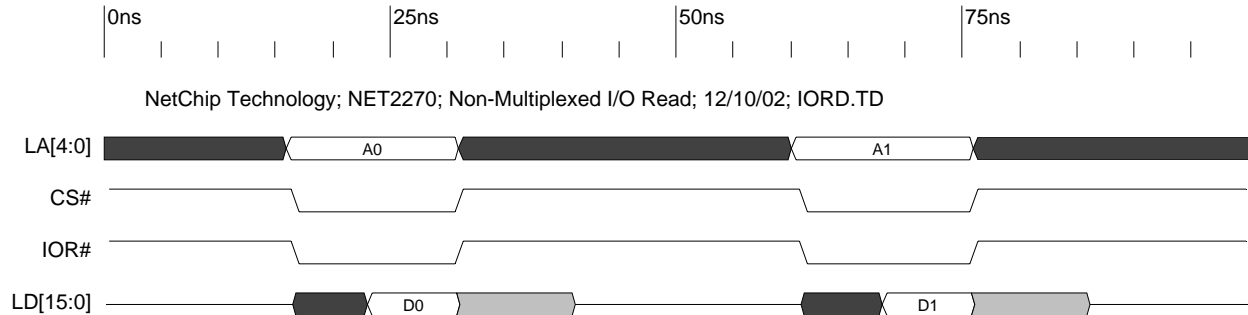 0ns 25ns 50ns 75ns
NetChip Technology; NET2270; Non-Multiplexed I/O Read; 12/10/02; IORD.TD
LA[4:0] A0 A1
CS#
IOR#
LD[15:0] D0 D1